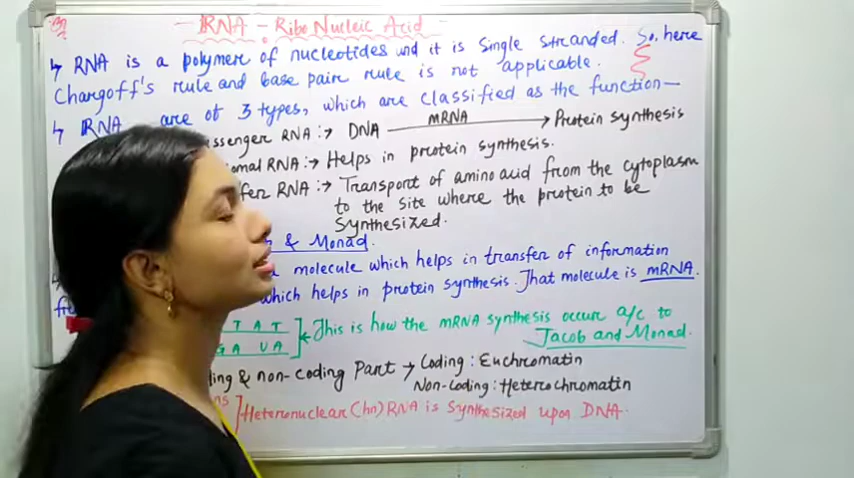 RNA - Ribo Nucleic Acid
↳ RNA is a polymere of nucleotides and it is single stranded. So, here
Chargoff's rule and base paire rule is not applicable.
↳ RNA are of 3 types, which are classified as the function—
ssenger RNA :→ DNA mRNA → Protein synthesis
omal RNA :→ Helps in protein synthesis.
fer RNA :→ Transport of amino acid from the cytoplasm
to the site where the protein to be
synthesized.
& Monad.
molecule which helps in transfer of information
which helps in protein synthesis. That molecule is mRNA.
T A T
G A U A
← This is how the mRNA synthesis occure a/c to
Jacob and Monad.
ding & non-coding Part → Coding : Euchromatin
Non-Coding : Heterochromatin
ns ] Heteronuclear (hn) RNA is synthesized upon DNA.